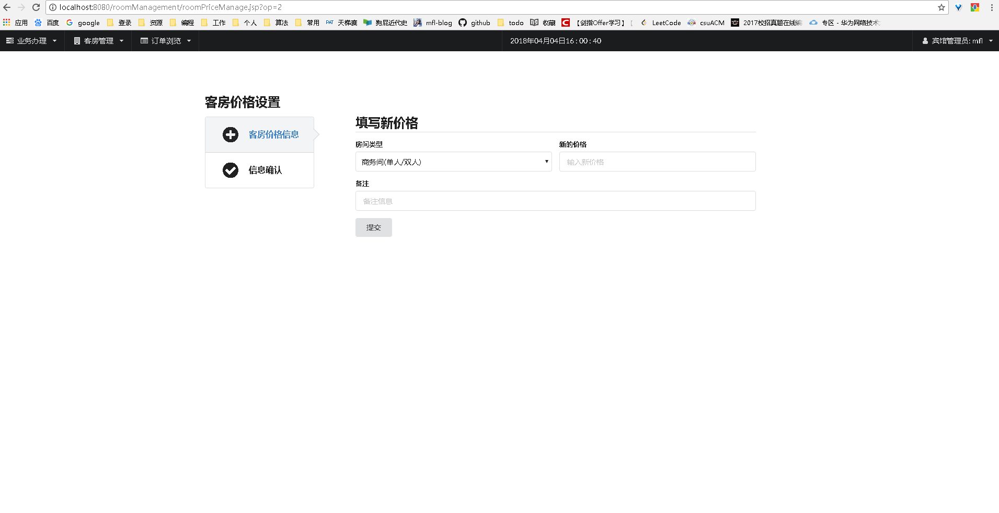 localhost:8080/roomManagement/roomPriceManage.jsp?op=2
应用 百度 google 登录 资源 编程 工作 个人 算法 常用 PAT 天梯赛 狗屁近代史 mfl-blog github todo 收藏 【剑指Offer学习】 LeetCode csuACM 2017校招真题在线编 专区 - 华为网络技术
业务办理 客房管理 订单浏览 2018年04月04日16 : 00 : 40 宾馆管理员: mfl
客房价格设置
客房价格信息
信息确认
填写新价格
房间类型 新的价格
商务间(单人/双人) 输入新价格
备注
备注信息
提交